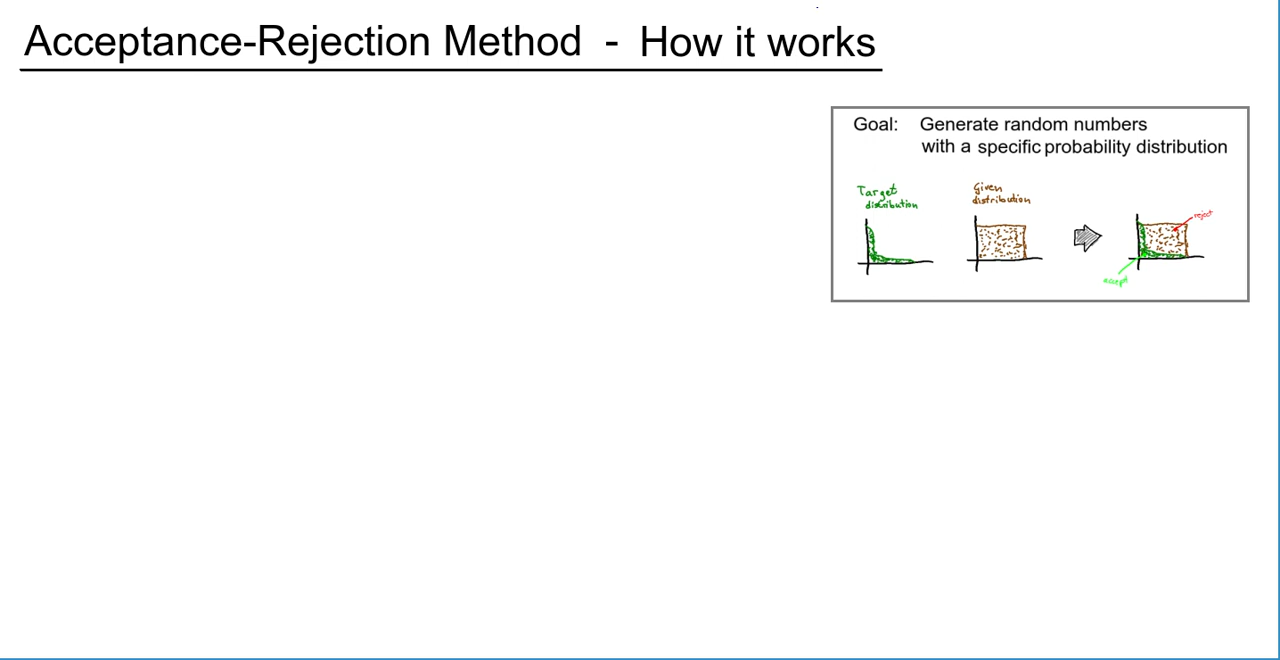 Acceptance-Rejection Method - How it works
Goal: Generate random numbers
with a specific probability distribution
Target
distribution
Given
distribution
reject
accept